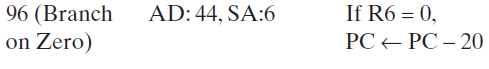 96 (Branch AD: 44, SA:6 If R6 = 0,
on Zero) PC ← PC – 20